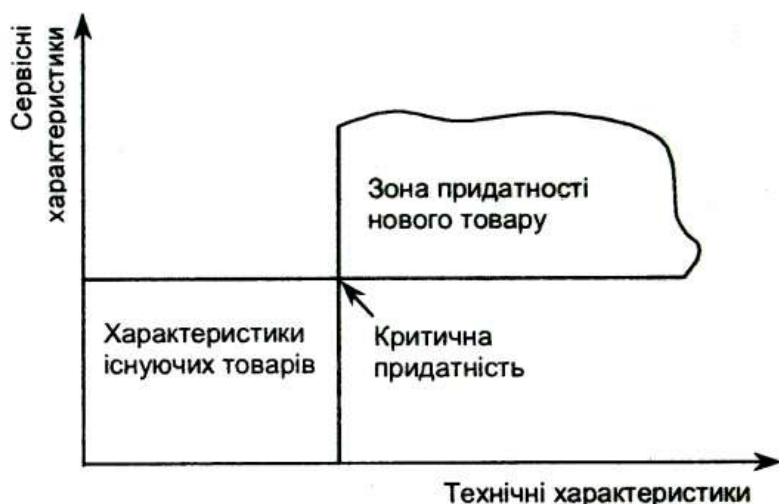 Сервісні
характеристики
Зона придатності
нового товару
Характеристики
існуючих товарів
Критична
придатність
Технічні характеристики